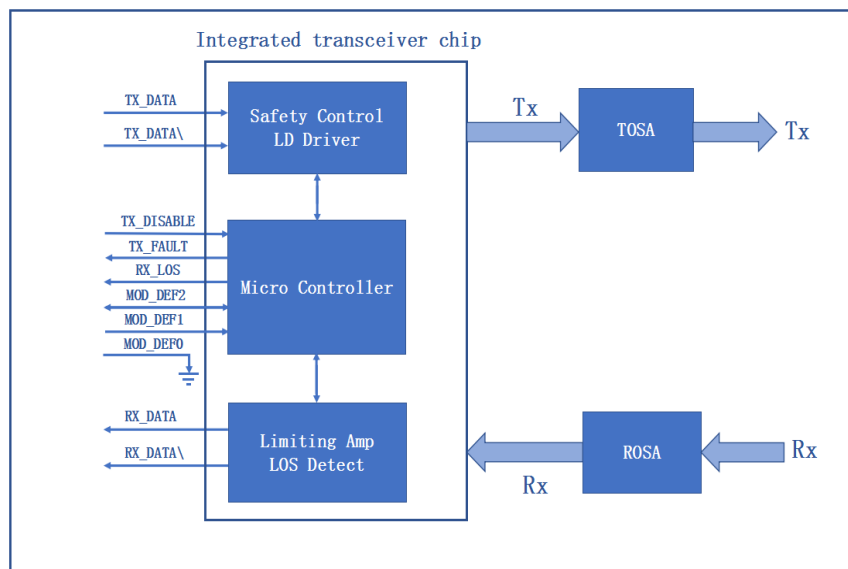 Integrated transceiver chip
TX_DATA
TX_DATA\
Safety Control
LD Driver
Tx
TOSA
Tx
TX_DISABLE
TX_FAULT
RX_LOS
MOD_DEF2
MOD_DEF1
MOD_DEF0
Micro Controller
RX_DATA
RX_DATA\
Limiting Amp
LOS Detect
Rx
ROSA
Rx